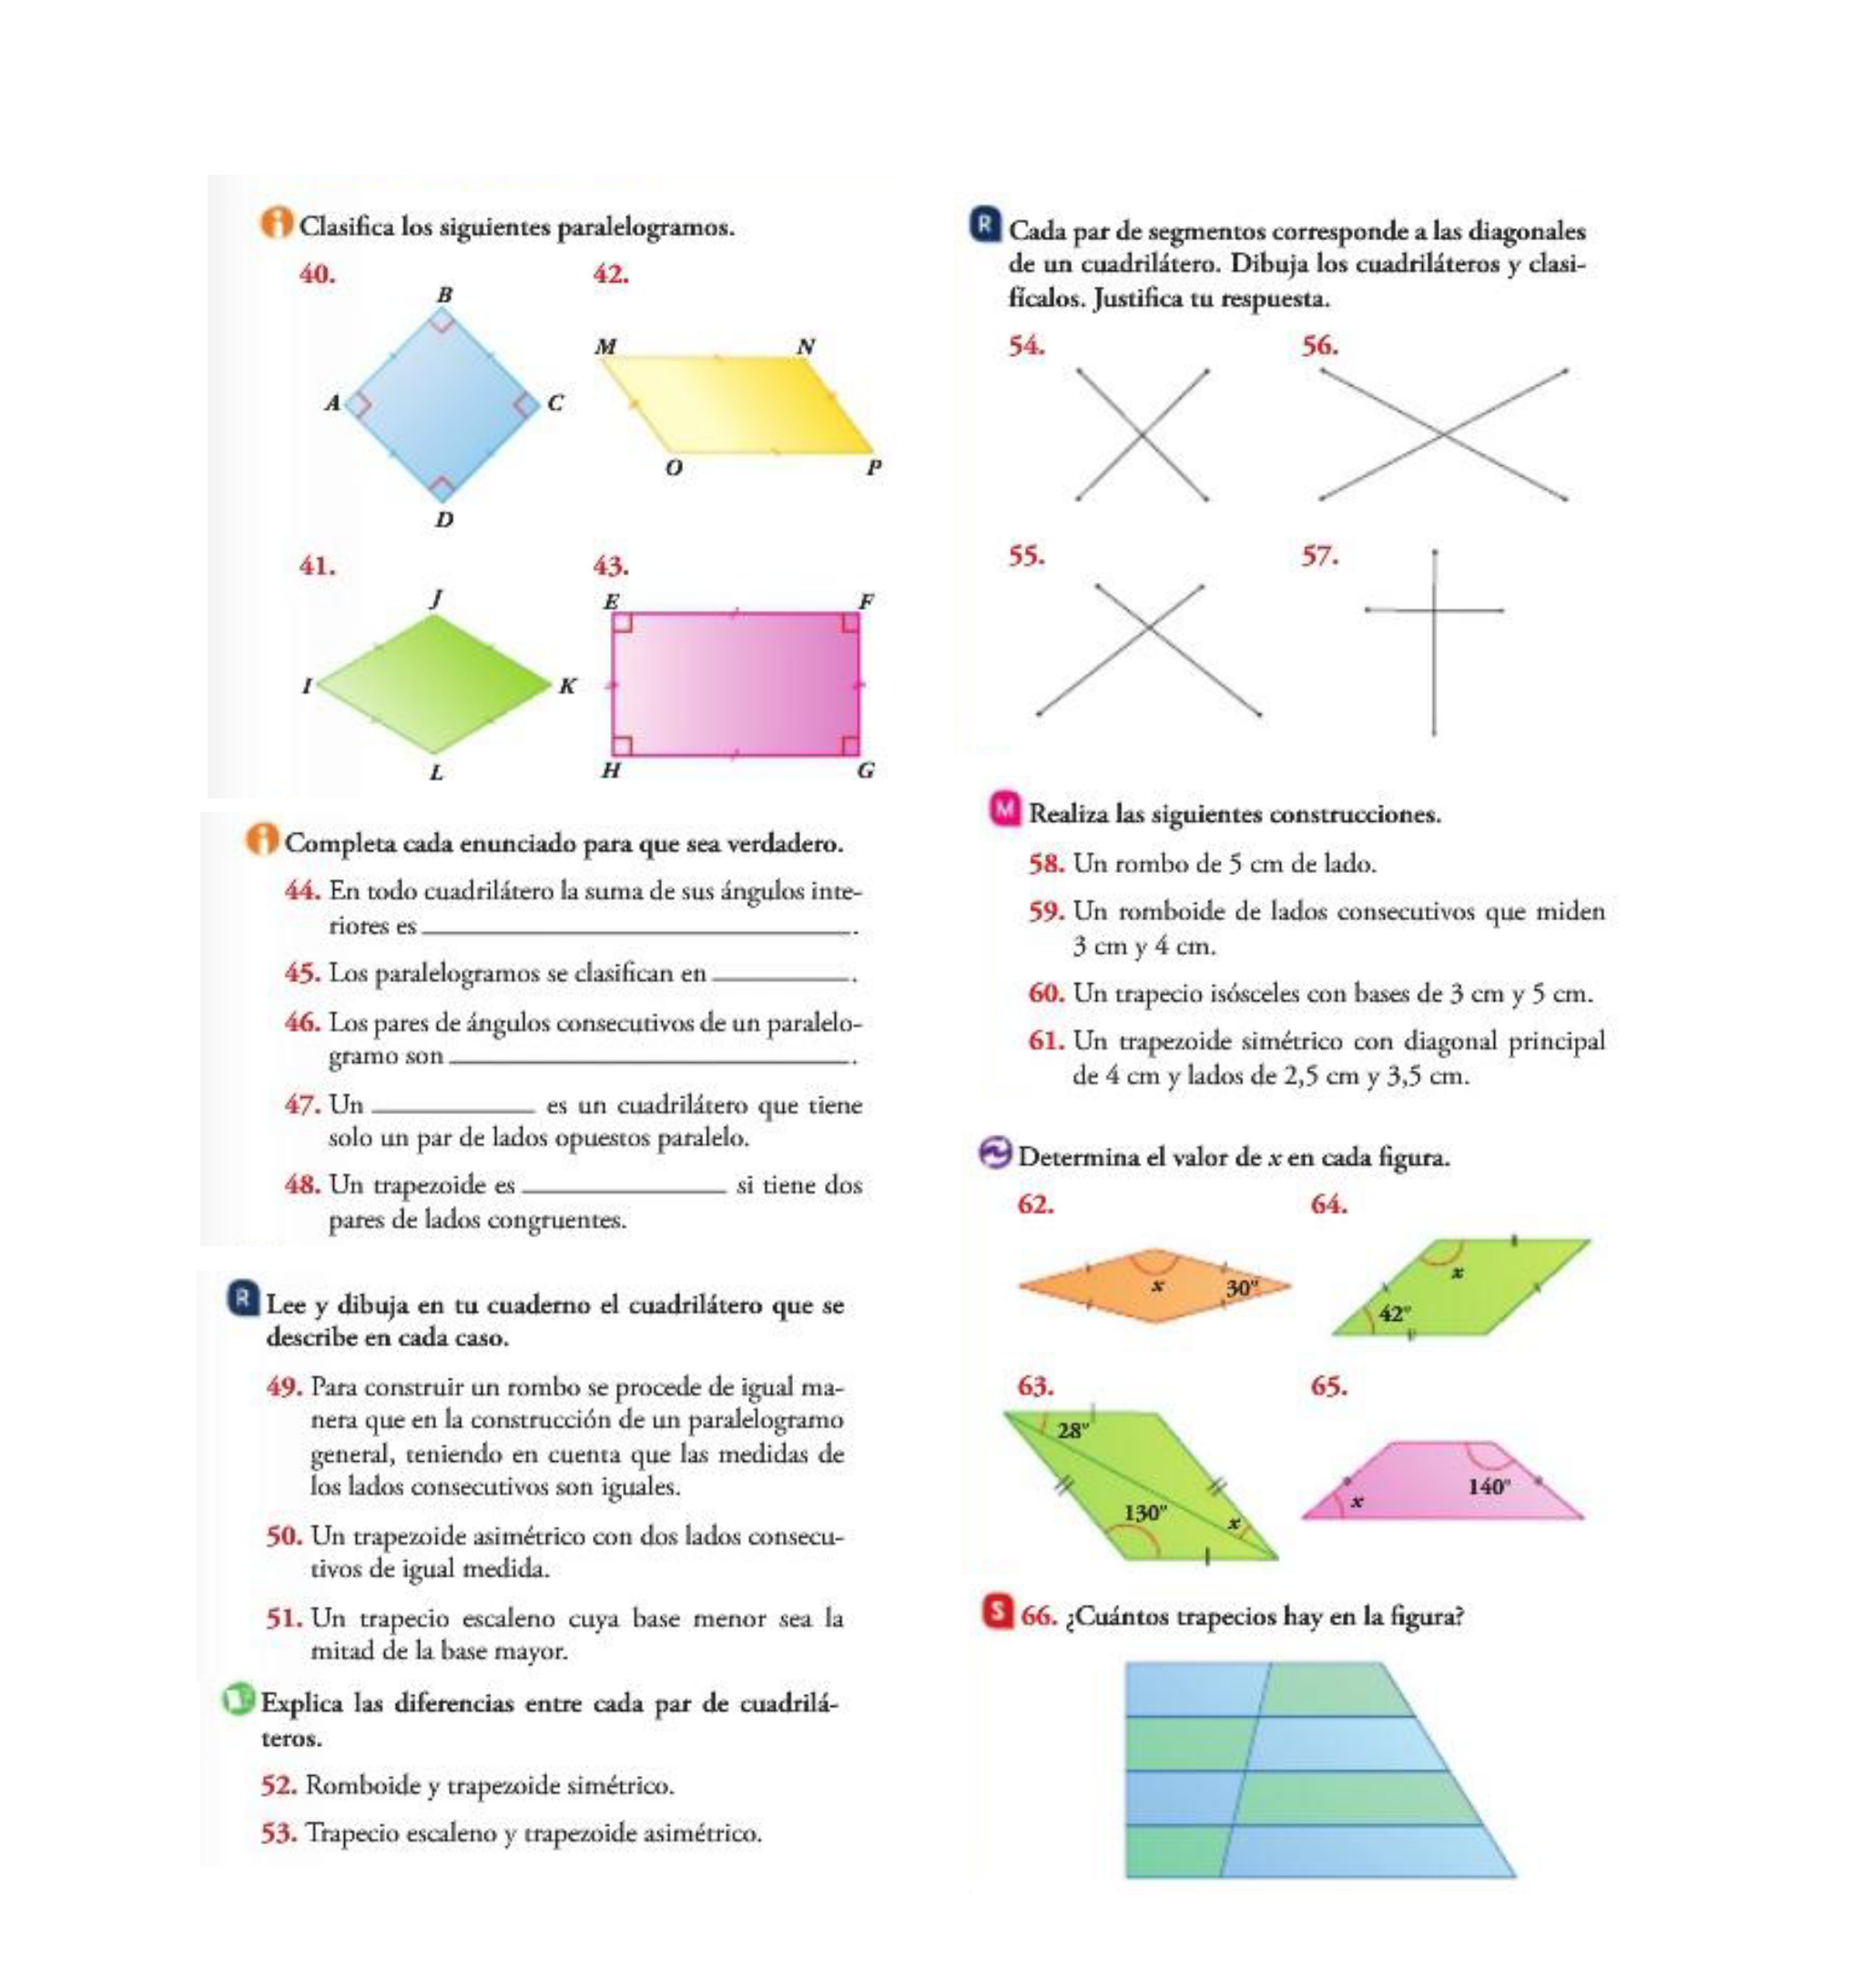 Clasifica los siguientes paralelogramos.
40.
B
A
C
D
42.
M
N
O
P
41.
J
I
K
L
43.
E
F
H
G
i Completa cada enunciado para que sea verdadero.
44. En todo cuadrilátero la suma de sus ángulos inte-
riores es
.
45. Los paralelogramos se clasifican en
.
46. Los pares de ángulos consecutivos de un paralelo-
gramo son
.
47. Un
es un cuadrilátero que tiene
solo un par de lados opuestos paralelo.
48. Un trapezoide es
si tiene dos
pares de lados congruentes.
R Lee y dibuja en tu cuaderno el cuadrilátero que se
describe en cada caso.
49. Para construir un rombo se procede de igual ma-
nera que en la construcción de un paralelogramo
general, teniendo en cuenta que las medidas de
los lados consecutivos son iguales.
50. Un trapezoide asimétrico con dos lados consecu-
tivos de igual medida.
51. Un trapecio escaleno cuya base menor sea la
mitad de la base mayor.
Explica las diferencias entre cada par de cuadrilá-
teros.
52. Romboide y trapezoide simétrico.
53. Trapecio escaleno y trapezoide asimétrico.
R Cada par de segmentos corresponde a las diagonales
de un cuadrilátero. Dibuja los cuadriláteros y clasi-
fícalos. Justifica tu respuesta.
54.
56.
55.
57.
M Realiza las siguientes construcciones.
58. Un rombo de 5 cm de lado.
59. Un romboide de lados consecutivos que miden
3 cm y 4 cm.
60. Un trapecio isósceles con bases de 3 cm y 5 cm.
61. Un trapezoide simétrico con diagonal principal
de 4 cm y lados de 2,5 cm y 3,5 cm.
Determina el valor de x en cada figura.
62.
x
30°
64.
x
42°
63.
28°
130°
x
65.
140°
x
S 66. ¿Cuántos trapecios hay en la figura?